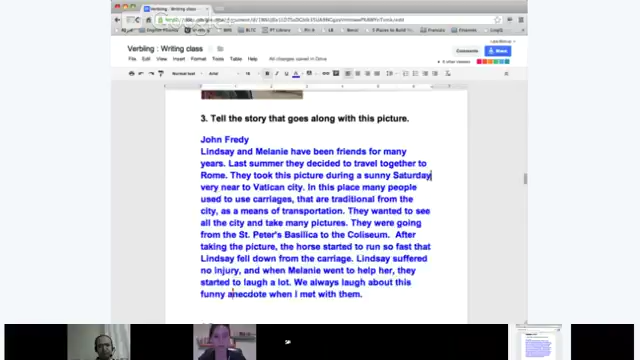 Verbling : Writing class
File Edit View Insert Format Tools Table Help All changes saved in Drive
Comments Share
Normal text
3. Tell the story that goes along with this picture.
John Fredy
Lindsay and Melanie have been friends for many
years. Last summer they decided to travel together to
Rome. They took this picture during a sunny Saturday
very near to Vatican city. In this place many people
used to use carriages, that are traditional from the
city, as a means of transportation. They wanted to see
all the city and take many pictures. They were going
from the St. Peter's Basilica to the Coliseum. After
taking the picture, the horse started to run so fast that
Lindsay fell down from the carriage. Lindsay suffered
no injury, and when Melanie went to help her, they
started to laugh a lot. We always laugh about this
funny anecdote when I met with them.